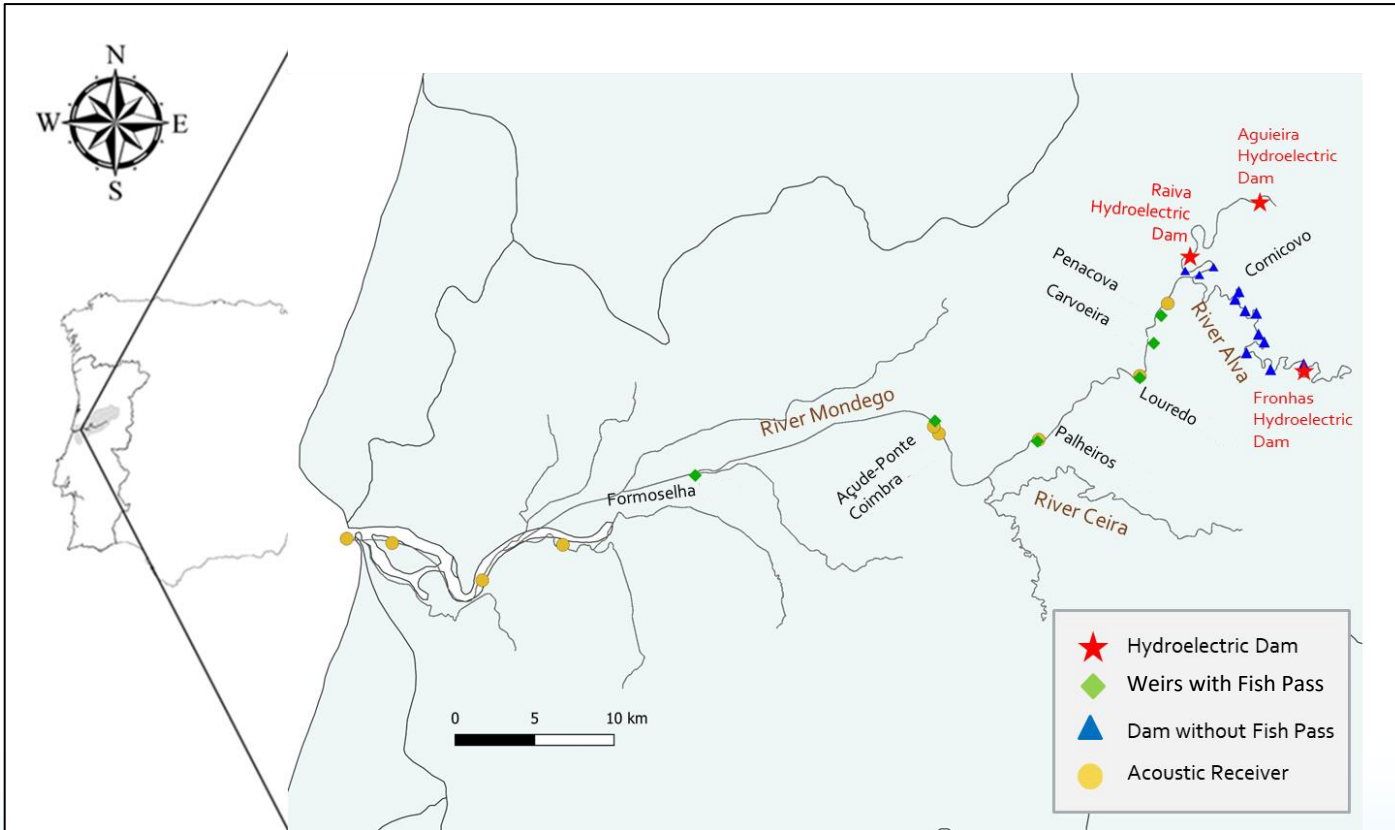 N
W
E
S
Aguieira
Hydroelectric
Dam
Raiva
Hydroelectric
Dam
Cornicovo
Penacova
Carvoeira
River Alva
Fronhas
Hydroelectric
Dam
Louredo
Palheiros
River Mondego
Açude-Ponte
Coimbra
Formoselha
River Ceira
0 5 10 km
Hydroelectric Dam
Weirs with Fish Pass
Dam without Fish Pass
Acoustic Receiver